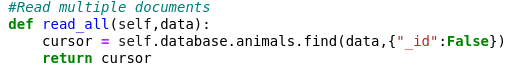 #Read multiple documents
def read_all(self,data):
    cursor = self.database.animals.find(data,{"_id":False})
    return cursor